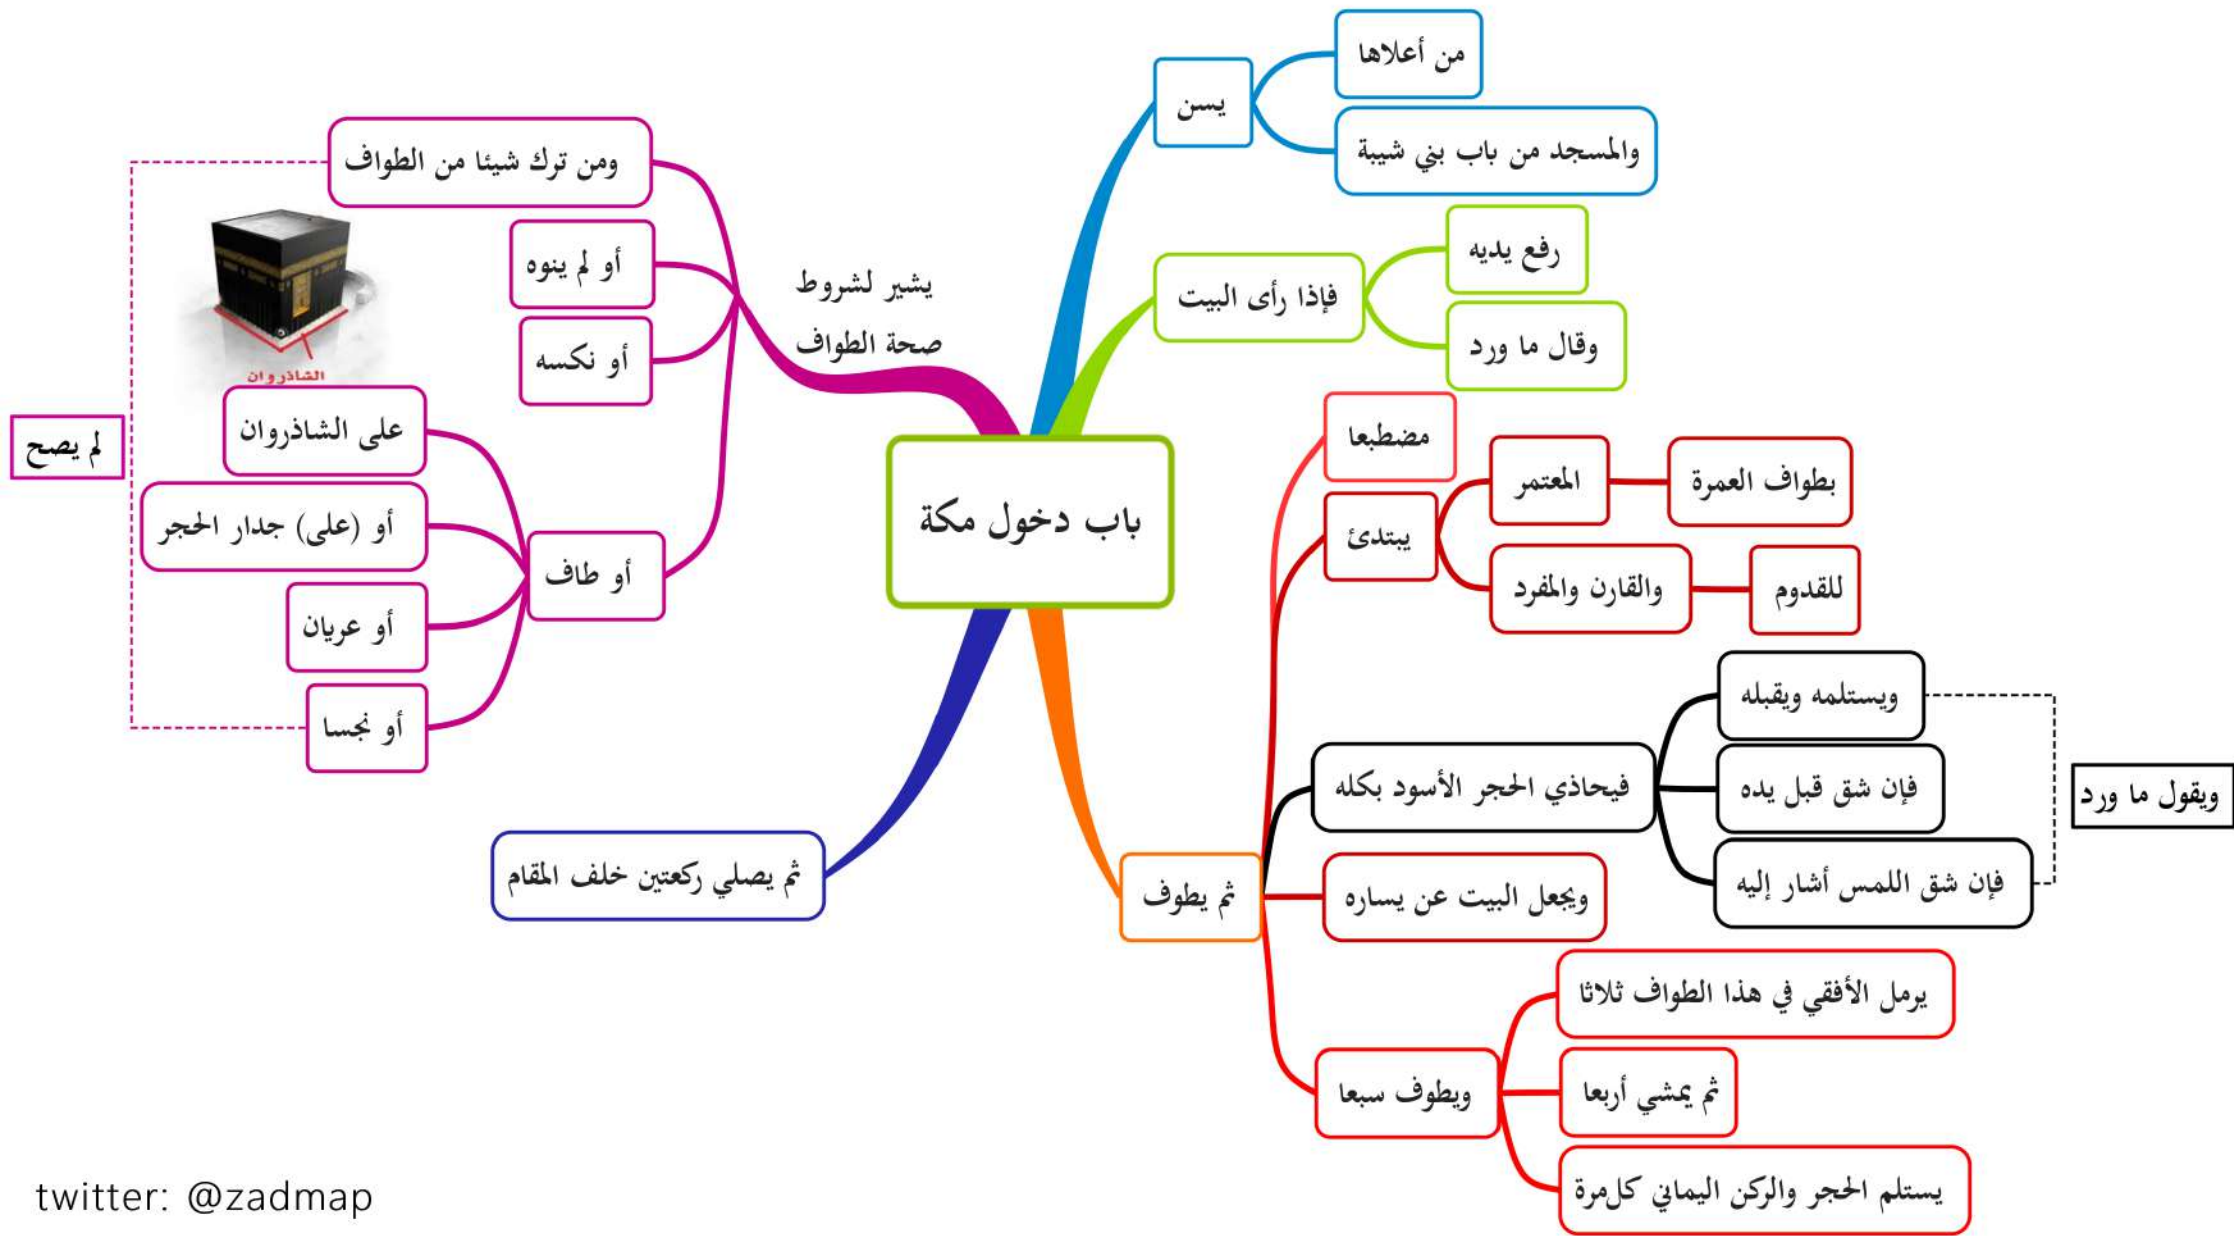 باب دخول مكة
يسن
من أعلاها
والمسجد من باب بني شيبة
فإذا رأى البيت
رفع يديه
وقال ما ورد
ثم يطوف
مضطبعا
يبتدئ
المعتمر
بطواف العمرة
والقارن والمفرد
للقدوم
فيحاذي الحجر الأسود بكله
ويستلمه ويقبله
فإن شق قبل يده
فإن شق اللمس أشار إليه
ويقول ما ورد
ويجعل البيت عن يساره
ويطوف سبعا
يرمل الأفقي في هذا الطواف ثلاثا
ثم يمشي أربعا
يستلم الحجر والركن اليماني كل مرة
يشير لشروط
صحة الطواف
ومن ترك شيئا من الطواف
أو لم ينوه
أو نكسه
أو طاف
على الشاذروان
أو (على) جدار الحجر
أو عريان
أو نجسا
لم يصح
الشاذروان
ثم يصلي ركعتين خلف المقام
twitter: @zadmap